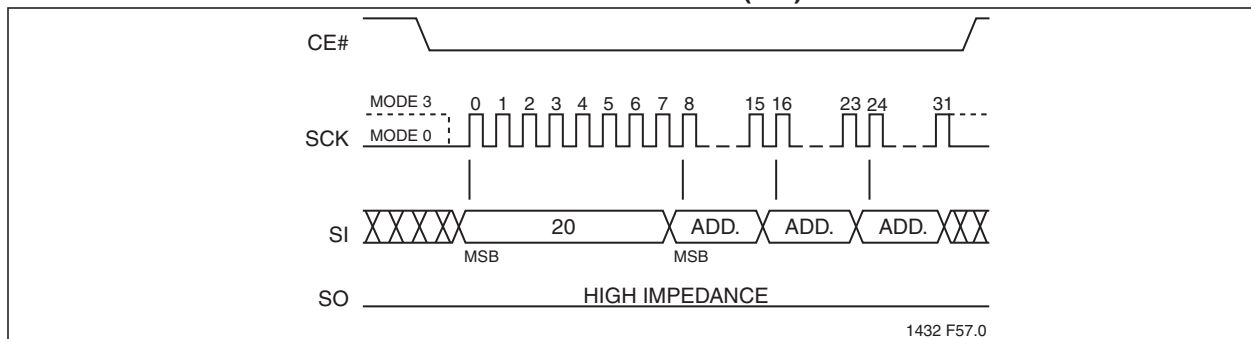 CE#
MODE 3
0 1 2 3 4 5 6 7 8 15 16 23 24 31
SCK
MODE 0
SI
20
ADD.
ADD.
ADD.
MSB
MSB
SO
HIGH IMPEDANCE
1432 F57.0